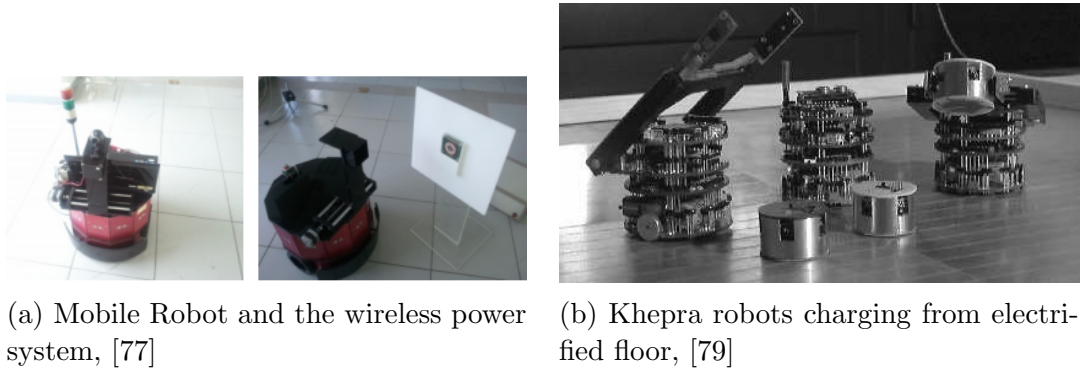 (a) Mobile Robot and the wireless power
system, [77]
(b) Khepra robots charging from electri-
fied floor, [79]